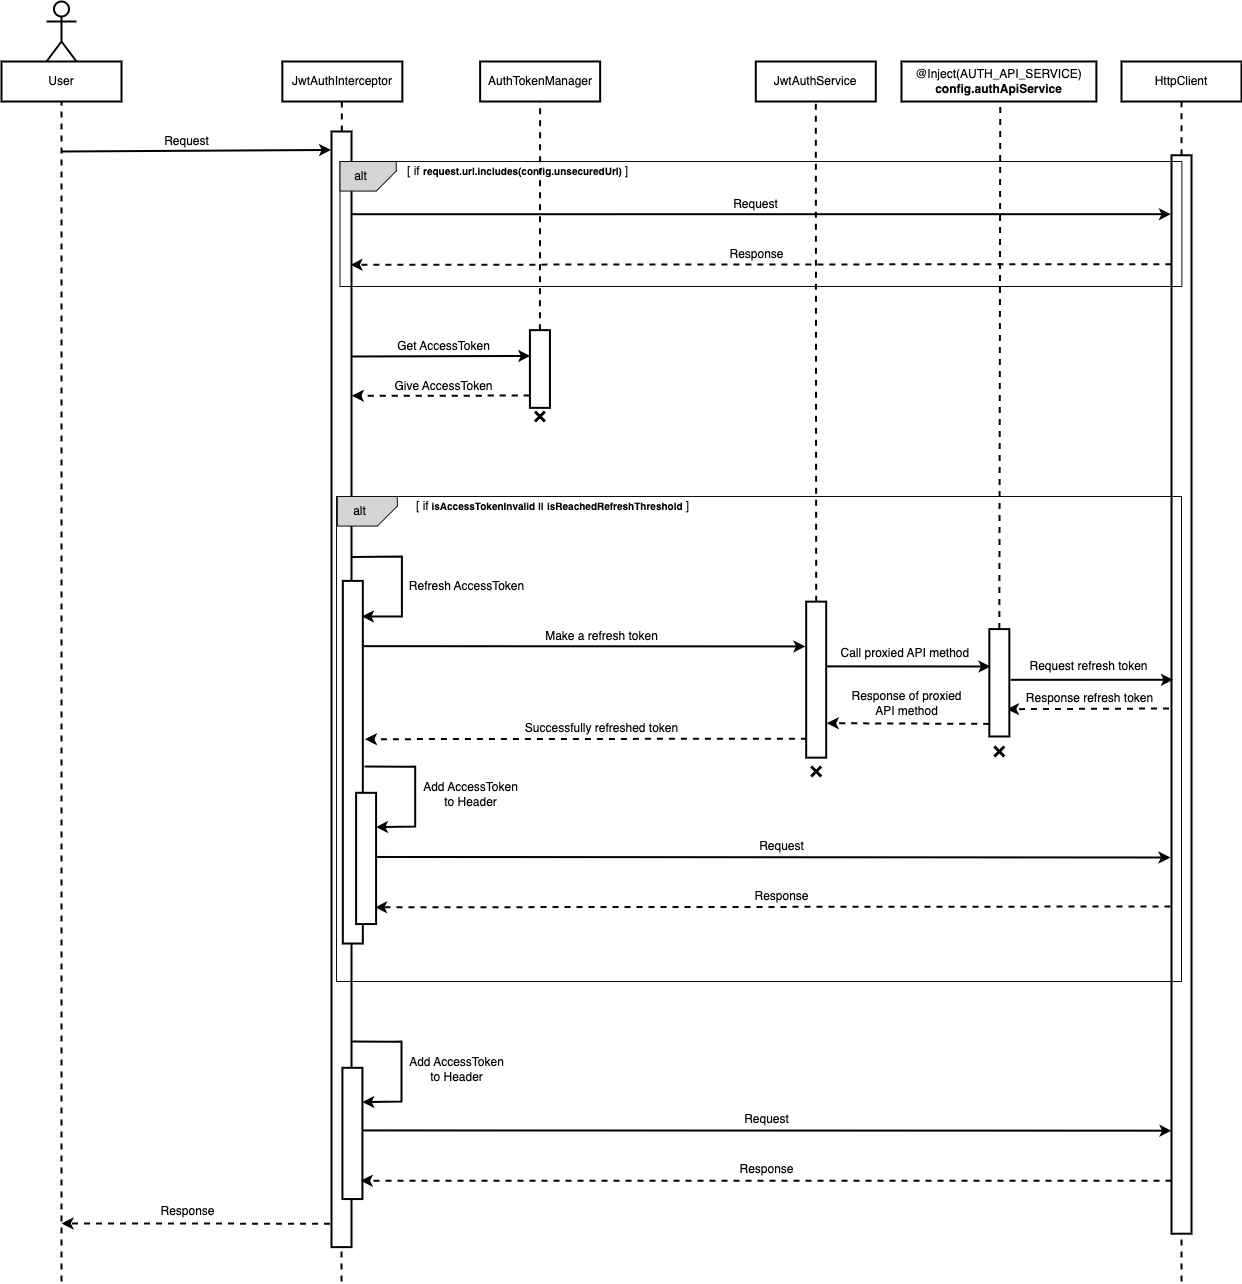 User
JwtAuthInterceptor
AuthTokenManager
JwtAuthService
@Inject(AUTH_API_SERVICE)
config.authApiService
HttpClient
Request
alt
[ if request.url.includes(config.unsecuredUrl) ]
Request
Response
Get AccessToken
Give AccessToken
alt
[ if isAccessTokenInvalid || isReachedRefreshThreshold ]
Refresh AccessToken
Make a refresh token
Call proxied API method
Request refresh token
Response of proxied
API method
Response refresh token
Successfully refreshed token
Add AccessToken
to Header
Request
Response
Add AccessToken
to Header
Request
Response
Response